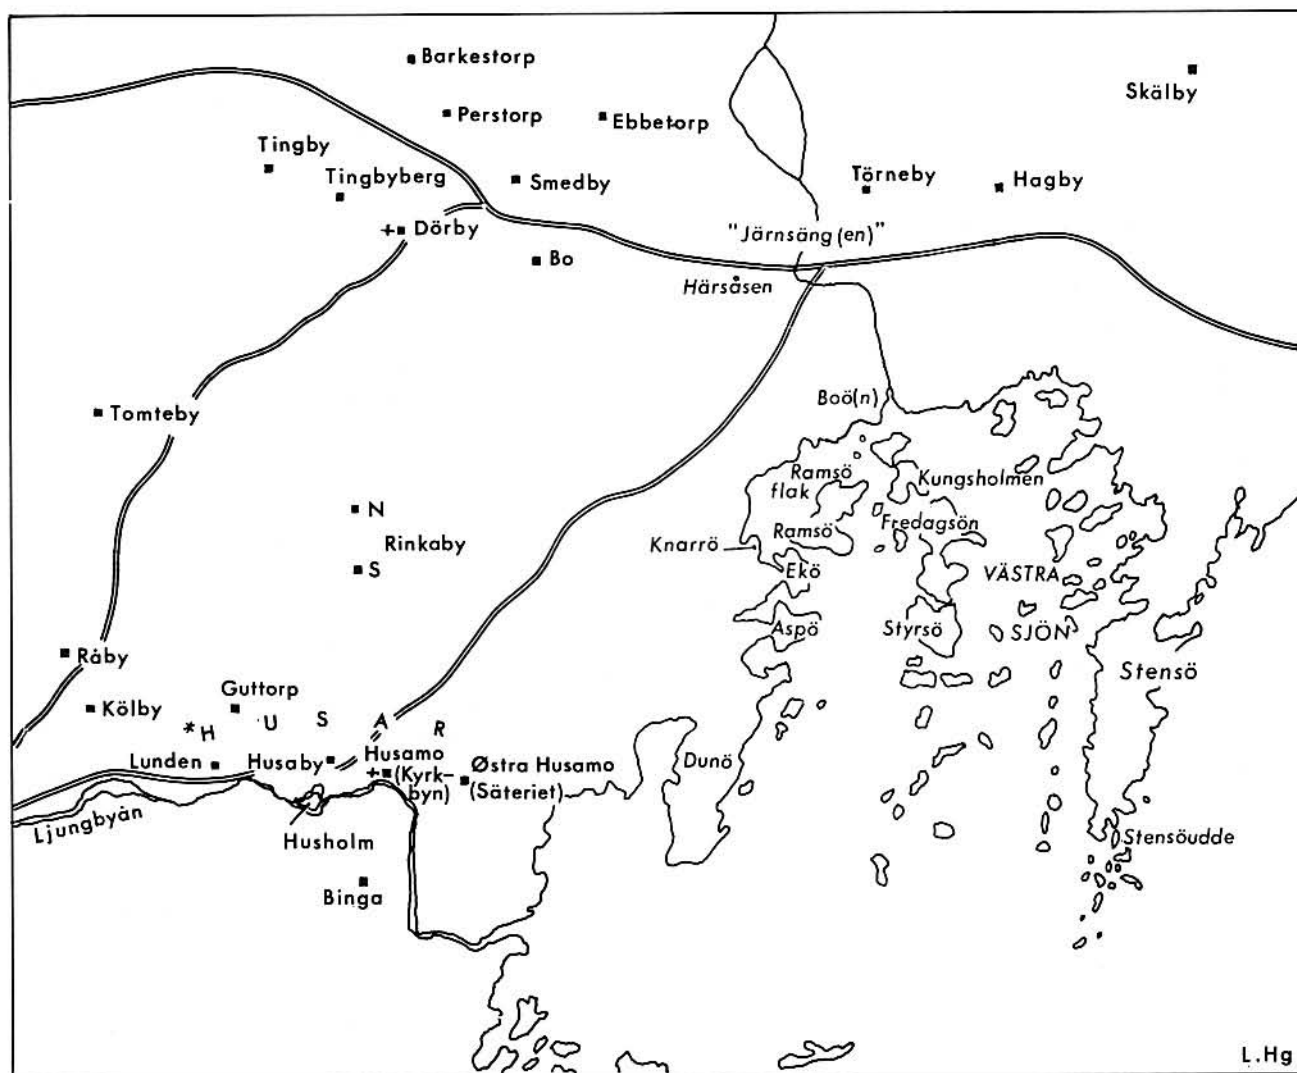 Barkestorp
Skälby
Perstorp
Ebbetorp
Tingby
Tingbyberg
Smedby
Törneby
Hagby
Dörby
"Järnsäng(en)"
Bo
Härsåsen
Boö(n)
Tomteby
Ramsö
flak
Kungsholmen
N
Rinkaby
S
Fredagsön
Knarrö
Ramsö
Ekö
VÄSTRA
Aspö
Styrsö
SJÖN
Råby
Stensö
Guttorp
Kölby
*H U S A R
Lunden
Husaby
Husamo
(Kyrk-
byn)
Østra Husamo
(Säteriet)
Dunö
Ljungbyån
Husholm
Stensöudde
Binga
L.Hg